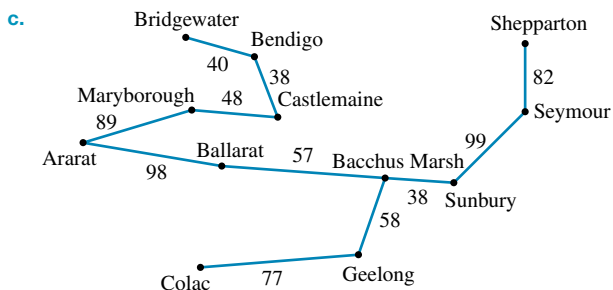 c.
Bridgewater
Shepparton
Bendigo
40
38
82
Maryborough
48
Castlemaine
Seymour
89
99
Ararat
Ballarat
57
Bacchus Marsh
98
38
Sunbury
58
Colac
77
Geelong